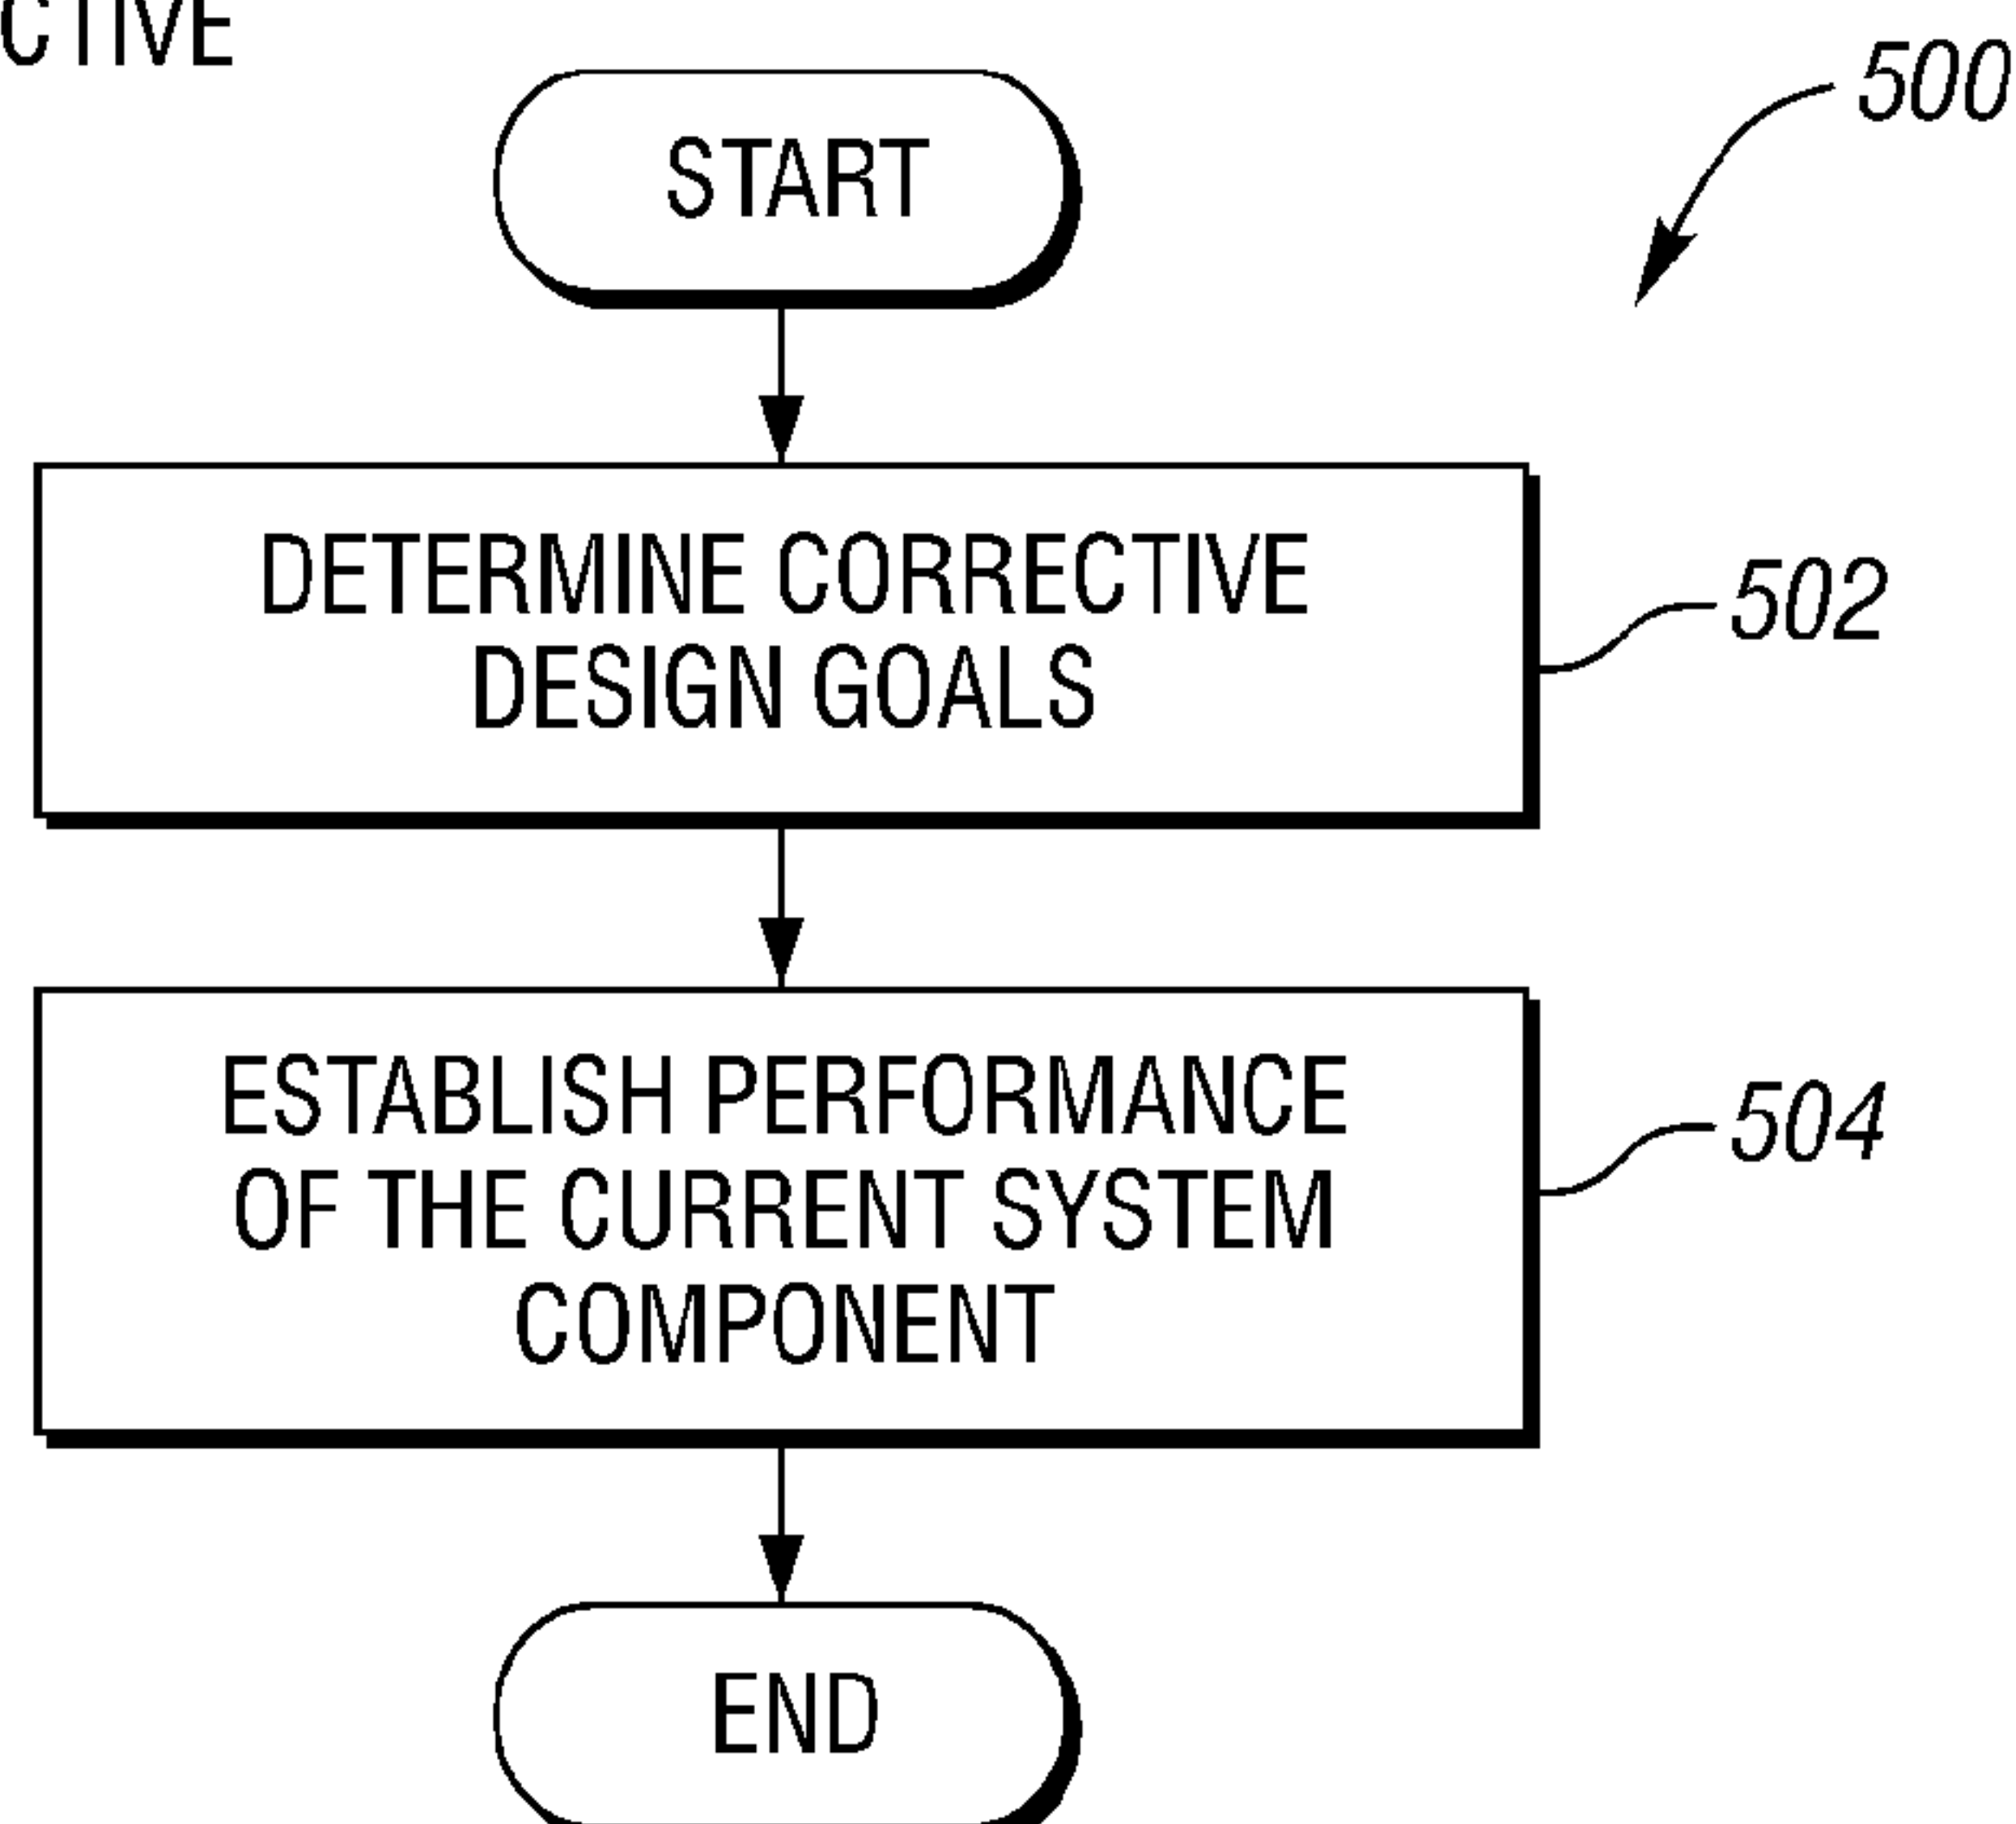 CTIVE
500
START
DETERMINE CORRECTIVE
DESIGN GOALS
502
ESTABLISH PERFORMANCE
OF THE CURRENT SYSTEM
COMPONENT
504
END